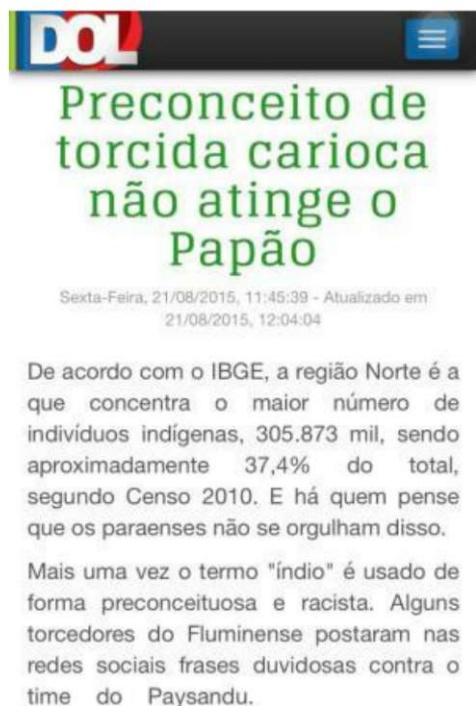 DOL
Preconceito de
torcida carioca
não atinge o
Papão
Sexta-Feira, 21/08/2015, 11:45:39 - Atualizado em
21/08/2015, 12:04:04
De acordo com o IBGE, a região Norte é a
que concentra o maior número de
indivíduos indígenas, 305.873 mil, sendo
aproximadamente 37,4% do total,
segundo Censo 2010. E há quem pense
que os paraenses não se orgulham disso.
Mais uma vez o termo "índio" é usado de
forma preconceituosa e racista. Alguns
torcedores do Fluminense postaram nas
redes sociais frases duvidosas contra o
time do Paysandu.